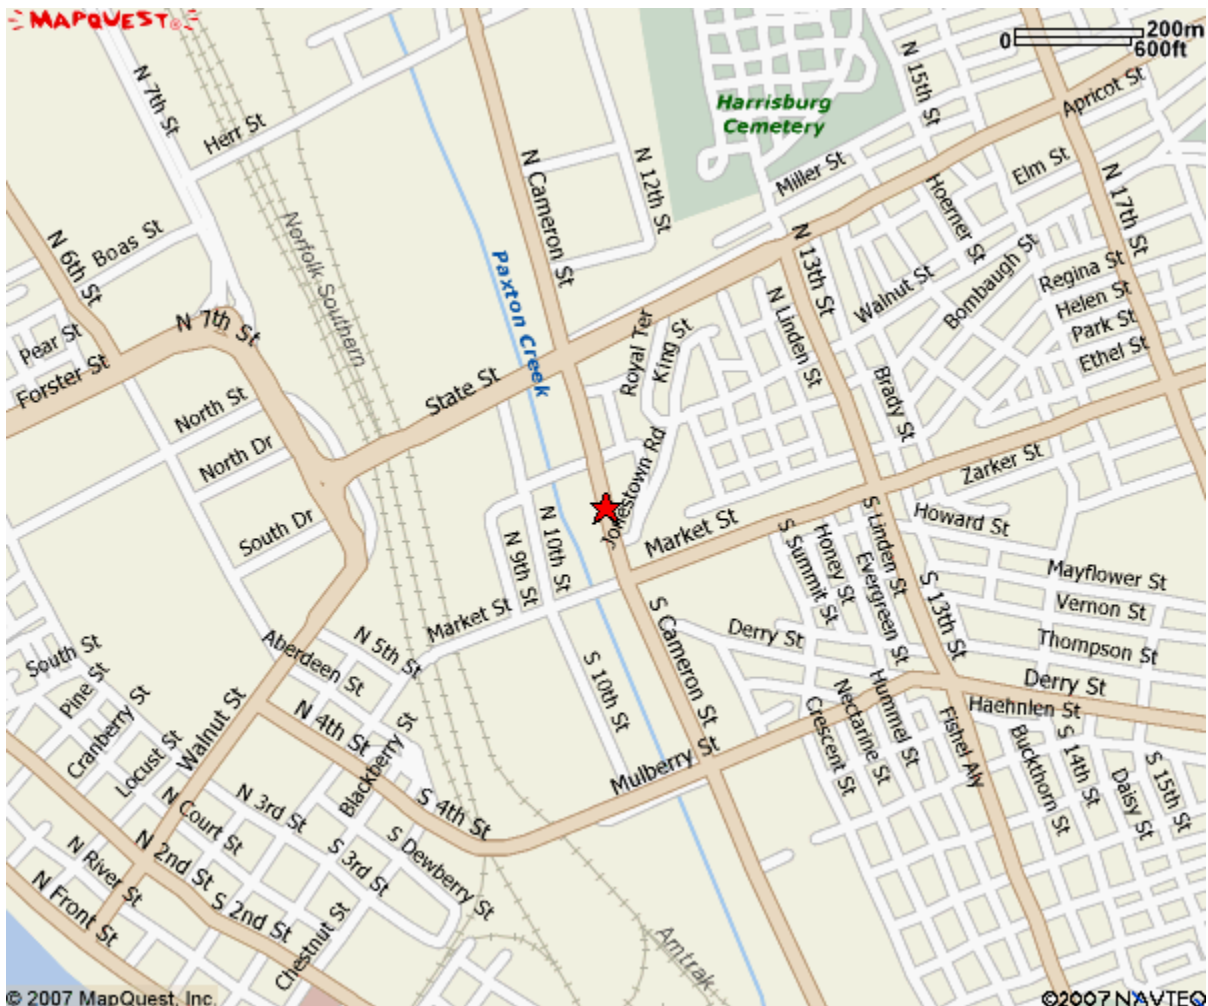 MAPQUEST®
0
200m
600ft
N 7th St
Herr St
N 15th St
Apricot St
Harrisburg
Cemetery
N Cameron St
N 12th St
Miller St
Elm St
Hoerner St
N 17th St
N 6th St
Boas St
Norfolk Southern
Paxton Creek
N 13th St
Walnut St
Bombaugh St
Regina St
Helen St
Park St
Ethel St
Pear St
N 7th St
Forster St
State St
Royal Ter
King St
N Linden St
Brady St
North St
North Dr
South Dr
Jonestown Rd
Zarker St
N 9th St
N 10th St
Market St
Howard St
S Summit St
Honey St
Evergreen St
S Linden St
S 13th St
Mayflower St
Vernon St
Thompson St
Market St
Aberdeen St
N 5th St
S Cameron St
Derry St
Derry St
Haehnlen St
South St
Pine St
Cranberry St
Locust St
Walnut St
N 4th St
Blackberry St
S 10th St
Mulberry St
Crescent St
Nectarine St
Hummel St
Fishel Aly
Buckthorn St
S 14th St
Daisy St
S 15th St
N Court St
N 3rd St
S 4th St
S Dewberry St
S 3rd St
N 2nd St
S 2nd St
N River St
N Front St
Chestnut St
Amtrak
© 2007 MapQuest, Inc.
©2007 NAVTEQ